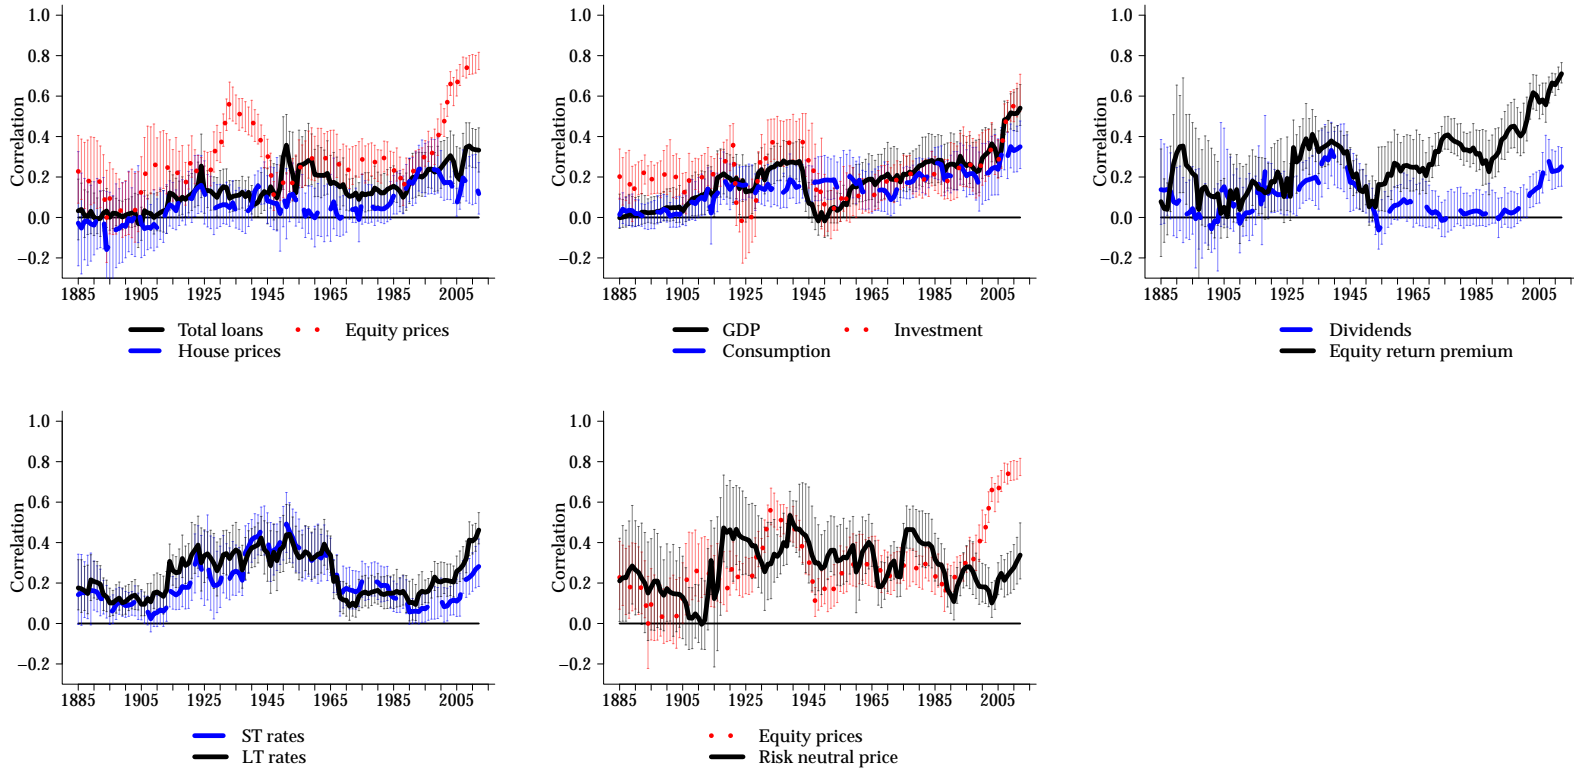 1.0
0.8
0.6
0.4
0.2
0.0
−0.2
Correlation
1885 1905 1925 1945 1965 1985 2005
Total loans Equity prices
House prices
1.0
0.8
0.6
0.4
0.2
0.0
−0.2
Correlation
1885 1905 1925 1945 1965 1985 2005
GDP Investment
Consumption
1.0
0.8
0.6
0.4
0.2
0.0
−0.2
Correlation
1885 1905 1925 1945 1965 1985 2005
Dividends
Equity return premium
1.0
0.8
0.6
0.4
0.2
0.0
−0.2
Correlation
1885 1905 1925 1945 1965 1985 2005
ST rates
LT rates
1.0
0.8
0.6
0.4
0.2
0.0
−0.2
Correlation
1885 1905 1925 1945 1965 1985 2005
Equity prices
Risk neutral price